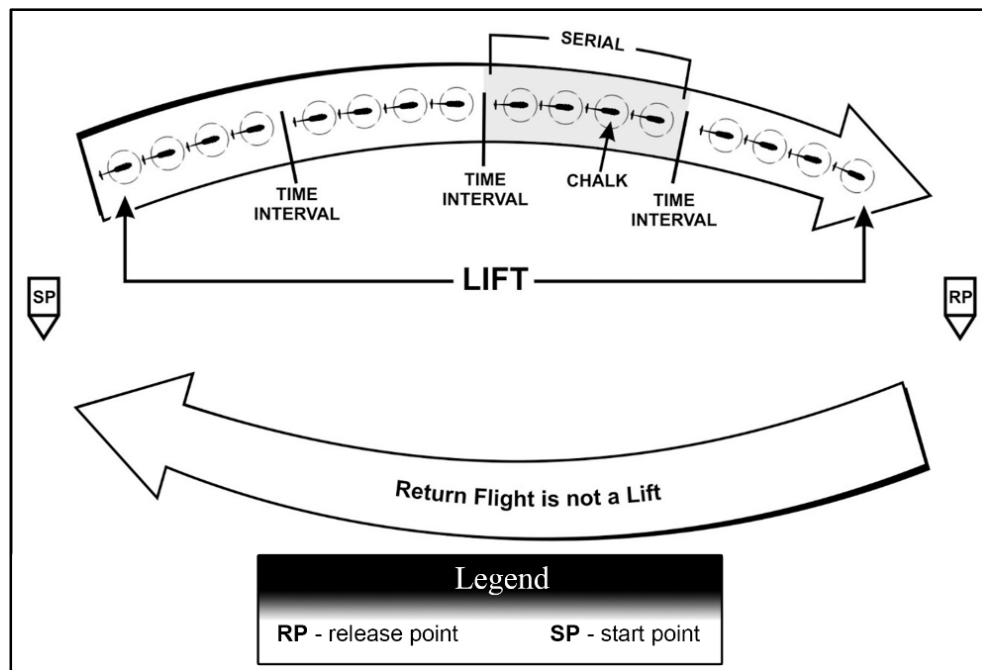 SERIAL
TIME
INTERVAL
TIME
INTERVAL
CHALK
TIME
INTERVAL
LIFT
SP
RP
Return Flight is not a Lift
Legend
RP - release point
SP - start point